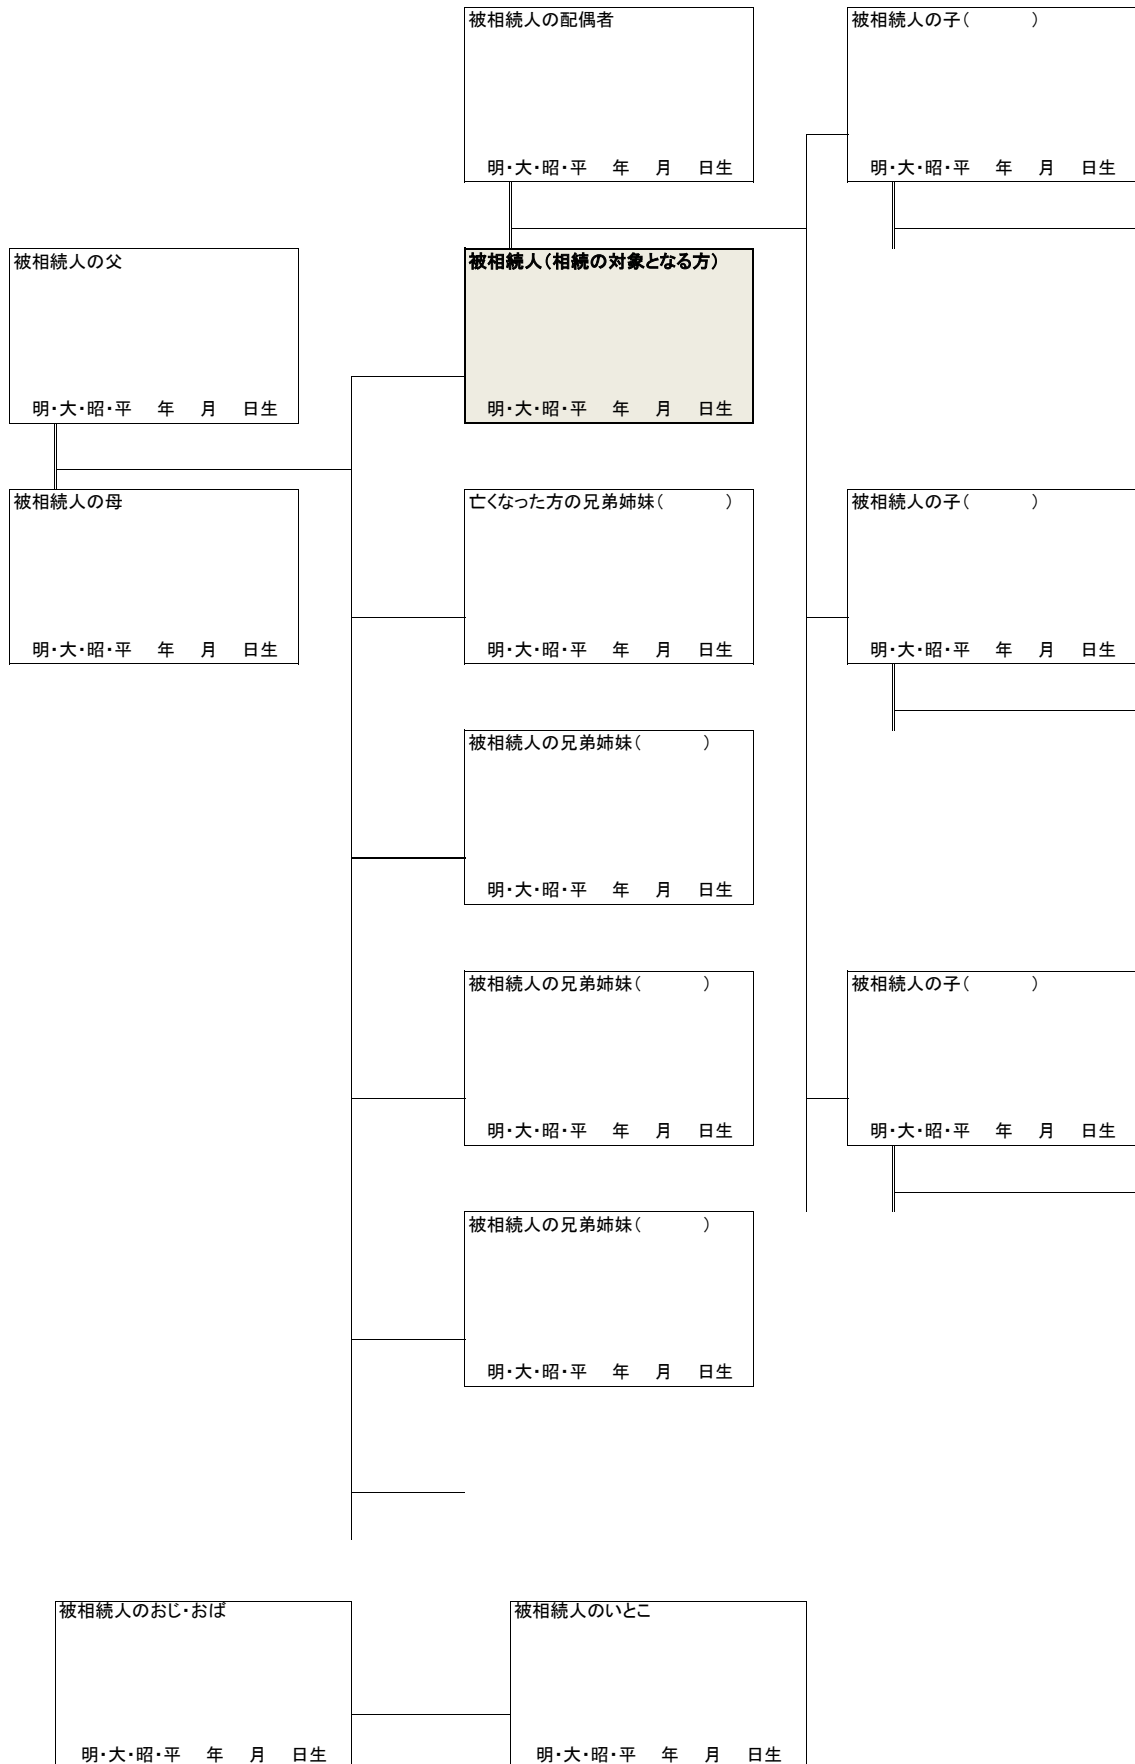 被相続人の配偶者
明・大・昭・平　年　月　日生
被相続人の子（　　　）
明・大・昭・平　年　月　日生
被相続人の父
明・大・昭・平　年　月　日生
被相続人（相続の対象となる方）
明・大・昭・平　年　月　日生
被相続人の母
明・大・昭・平　年　月　日生
亡くなった方の兄弟姉妹（　　　）
明・大・昭・平　年　月　日生
被相続人の子（　　　）
明・大・昭・平　年　月　日生
被相続人の兄弟姉妹（　　　）
明・大・昭・平　年　月　日生
被相続人の兄弟姉妹（　　　）
明・大・昭・平　年　月　日生
被相続人の子（　　　）
明・大・昭・平　年　月　日生
被相続人の兄弟姉妹（　　　）
明・大・昭・平　年　月　日生
被相続人のおじ・おば
明・大・昭・平　年　月　日生
被相続人のいとこ
明・大・昭・平　年　月　日生